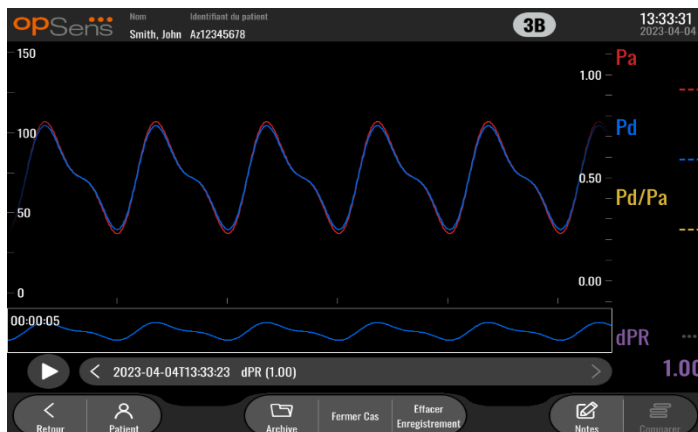 opSens
Nom Identifiant du patient
Smith, John Az12345678
3B
13:33:31
2023-04-04
150
100
50
0
1.00
0.50
0.00
Pa
---
Pd
---
Pd/Pa
---
00:00:05
dPR
1.00
2023-04-04T13:33:23 dPR (1.00)
Retour
Patient
Archive
Fermer Cas
Effacer
Enregistrement
Notes
Comparer